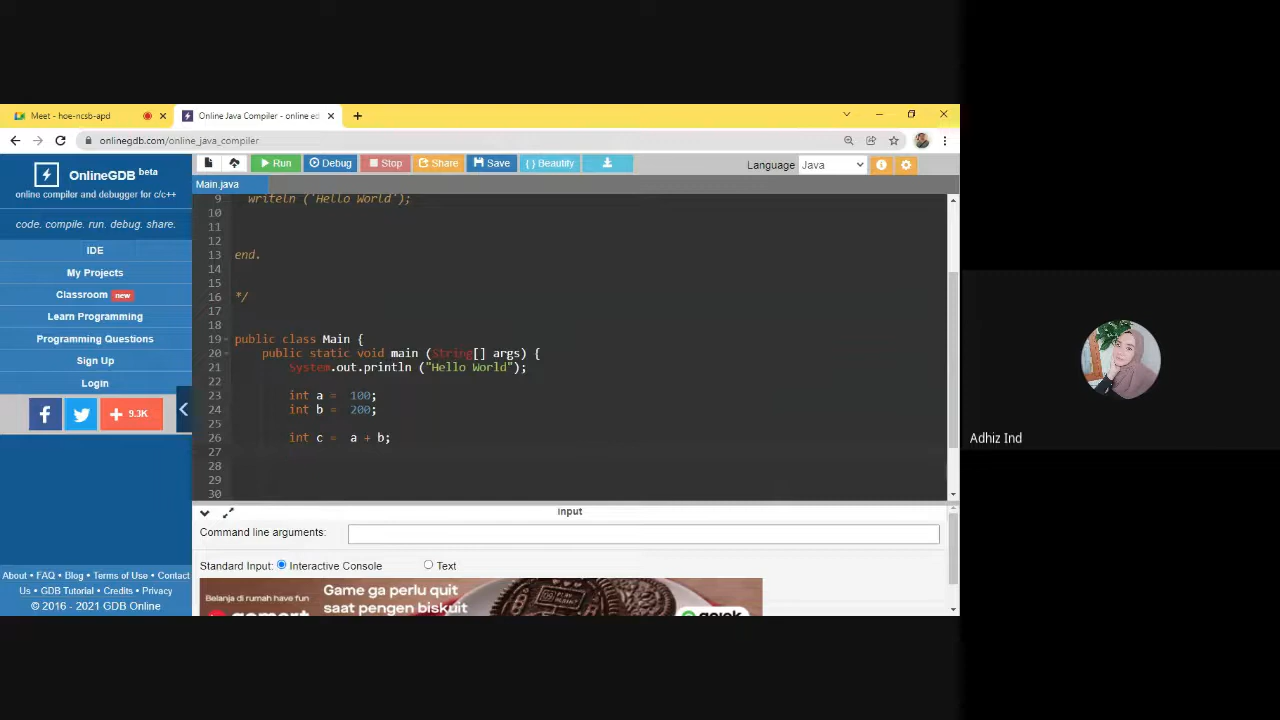 Meet - hoe-ncsb-apd
Online Java Compiler - online ed
onlinegdb.com/online_java_compiler
OnlineGDB beta
online compiler and debugger for c/c++
code. compile. run. debug. share.
IDE
My Projects
Classroom new
Learn Programming
Programming Questions
Sign Up
Login
f
+ 9.3K
About • FAQ • Blog • Terms of Use • Contact
Us • GDB Tutorial • Credits • Privacy
© 2016 - 2021 GDB Online
Run
Debug
Stop
Share
Save
{ } Beautify
Language Java
Main.java
9 writeln ('Hello World');
10
11
12
13 end.
14
15
16 */
17
18
19 public class Main {
20 public static void main (String[] args) {
21 System.out.println ("Hello World");
22
23 int a = 100;
24 int b = 200;
25
26 int c = a + b;
27
28
29
30
input
Command line arguments:
Standard Input: Interactive Console Text
Belanja di rumah have fun
Game ga perlu quit
saat pengen biskuit
gojek
Adhiz Ind